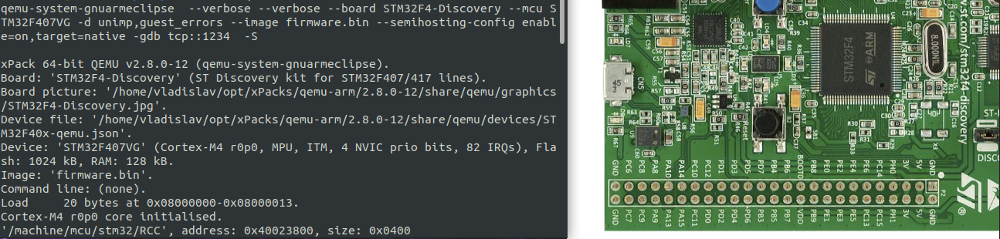 qemu-system-gnuarmeclipse  --verbose --verbose --board STM32F4-Discovery --mcu S
TM32F407VG -d unimp,guest_errors --image firmware.bin --semihosting-config enabl
e=on,target=native -gdb tcp::1234  -S
xPack 64-bit QEMU v2.8.0-12 (qemu-system-gnuarmeclipse).
Board: 'STM32F4-Discovery' (ST Discovery kit for STM32F407/417 lines).
Board picture: '/home/vladislav/opt/xPacks/qemu-arm/2.8.0-12/share/qemu/graphics
/STM32F4-Discovery.jpg'.
Device file: '/home/vladislav/opt/xPacks/qemu-arm/2.8.0-12/share/qemu/devices/ST
M32F40x-qemu.json'.
Device: 'STM32F407VG' (Cortex-M4 r0p0, MPU, ITM, 4 NVIC prio bits, 82 IRQs), Fla
sh: 1024 kB, RAM: 128 kB.
Image: 'firmware.bin'.
Command line: (none).
Load     20 bytes at 0x08000000-0x08000013.
Cortex-M4 r0p0 core initialised.
'/machine/mcu/stm32/RCC', address: 0x40023800, size: 0x0400
STM32F4
ARM
8.000
st.com/stm32f4-discovery
CN5
Reset
ST-
DISCO
GND PC6 PC8 PA8 PA10 PA14 PC10 PC12 PD1 PD3 PD5 PD7 PB4 PB6 BOOT0 PB8 PE0 PE2 PE4 PE6 PC14 PH0 3V 5V GND
P2
GND PC7 PC9 PA9 PA13 PA15 PC11 PD0 PD2 PD4 PD6 PB3 PB5 PB7 VDD PB9 PE1 PE3 PE5 PC13 PC15 PH1 3V 5V GND